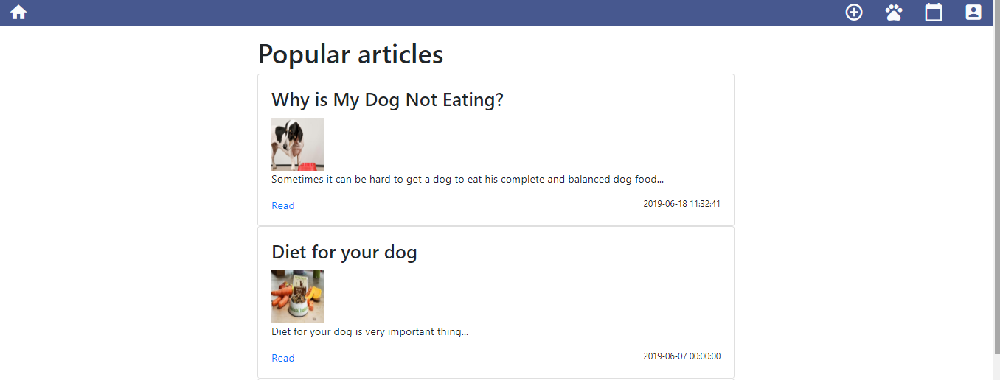 Popular articles
Why is My Dog Not Eating?
Sometimes it can be hard to get a dog to eat his complete and balanced dog food...
Read
2019-06-18 11:32:41
Diet for your dog
Diet for your dog is very important thing...
Read
2019-06-07 00:00:00